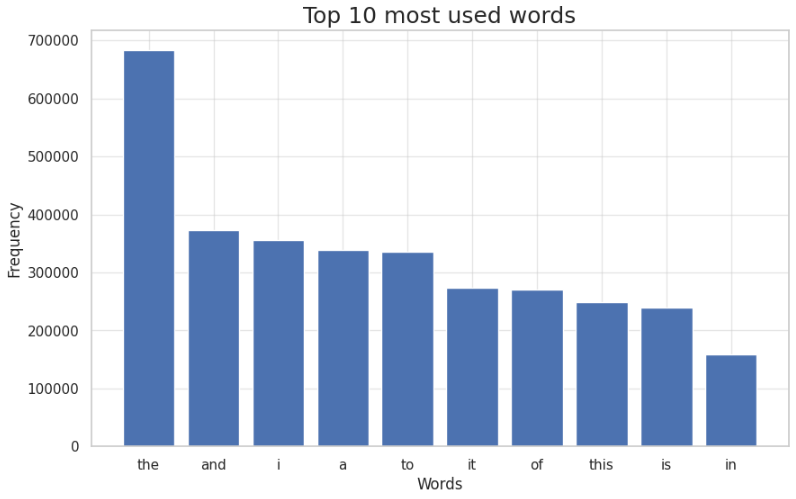 Top 10 most used words
700000
600000
500000
400000
300000
200000
100000
0
Frequency
the and i a to it of this is in
Words